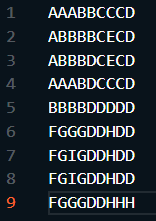 1 AAABBCCCD
2 ABBBBCECD
3 ABBBDCECD
4 AAABDCCCD
5 BBBBDDDDD
6 FGGGDDHDD
7 FGIGDDHDD
8 FGIGDDHDD
9 FGGGDDHHH